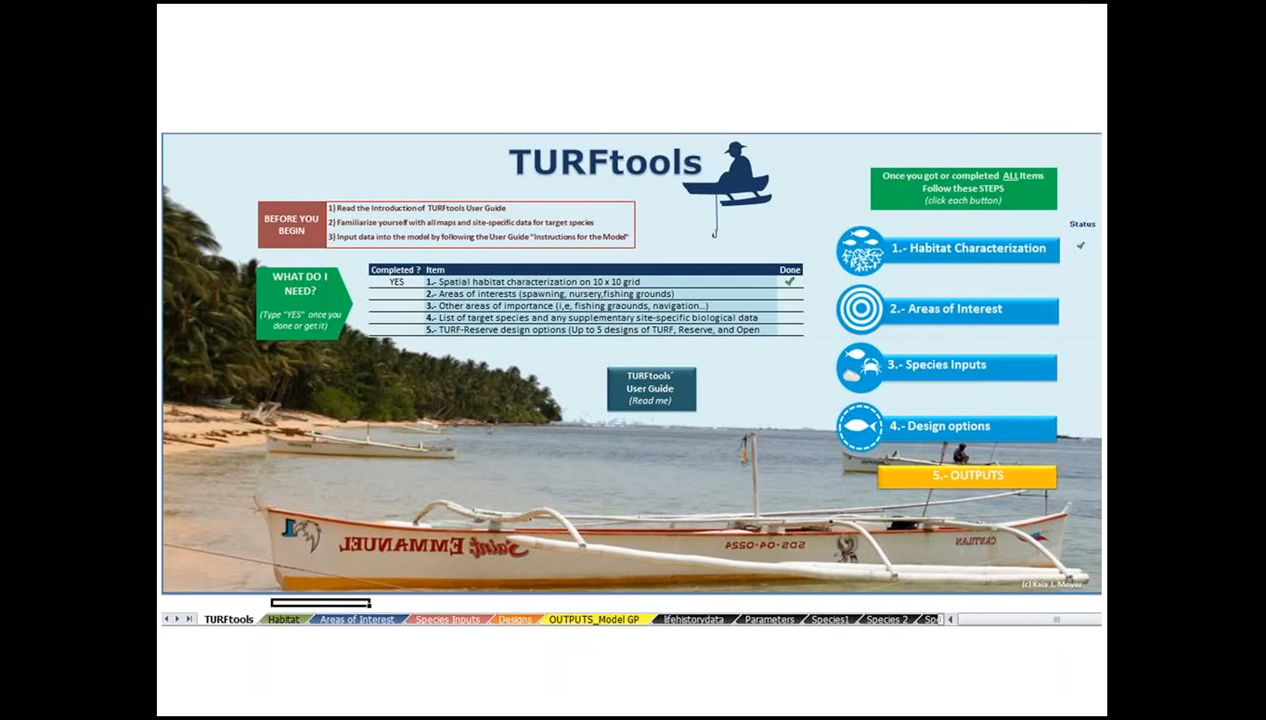 TURFtools
BEFORE YOU BEGIN
1) Read the Introduction of TURFtools User Guide
2) Familiarize yourself with all maps and site-specific data for target species
3) Input data into the model by following the User Guide "Instructions for the Model"
Once you got or completed ALL Items
Follow these STEPS
(click each button)
Status
1.- Habitat Characterization
WHAT DO I NEED?
(Type "YES" once you done or get it)
Completed ? Item Done
YES 1.- Spatial habitat characterization on 10 x 10 grid
2.- Areas of interests (spawning, nursery,fishing grounds)
3.- Other areas of importance (i,e, fishing graounds, navigation...)
4.- List of target species and any supplementary site-specific biological data
5.- TURF-Reserve design options (Up to 5 designs of TURF, Reserve, and Open
2.- Areas of Interest
3.- Species Inputs
TURFtools´
User Guide
(Read me)
4.- Design options
5.- OUTPUTS
1
Saint EMMANUEL
SOS-04-0224
CANTILAN
(c) Kaia J. Moyer
TURFtools Habitat Areas of Interest Species Inputs Designs OUTPUTS_Model GP lifehistorydata Parameters Species1 Species 2 Sp